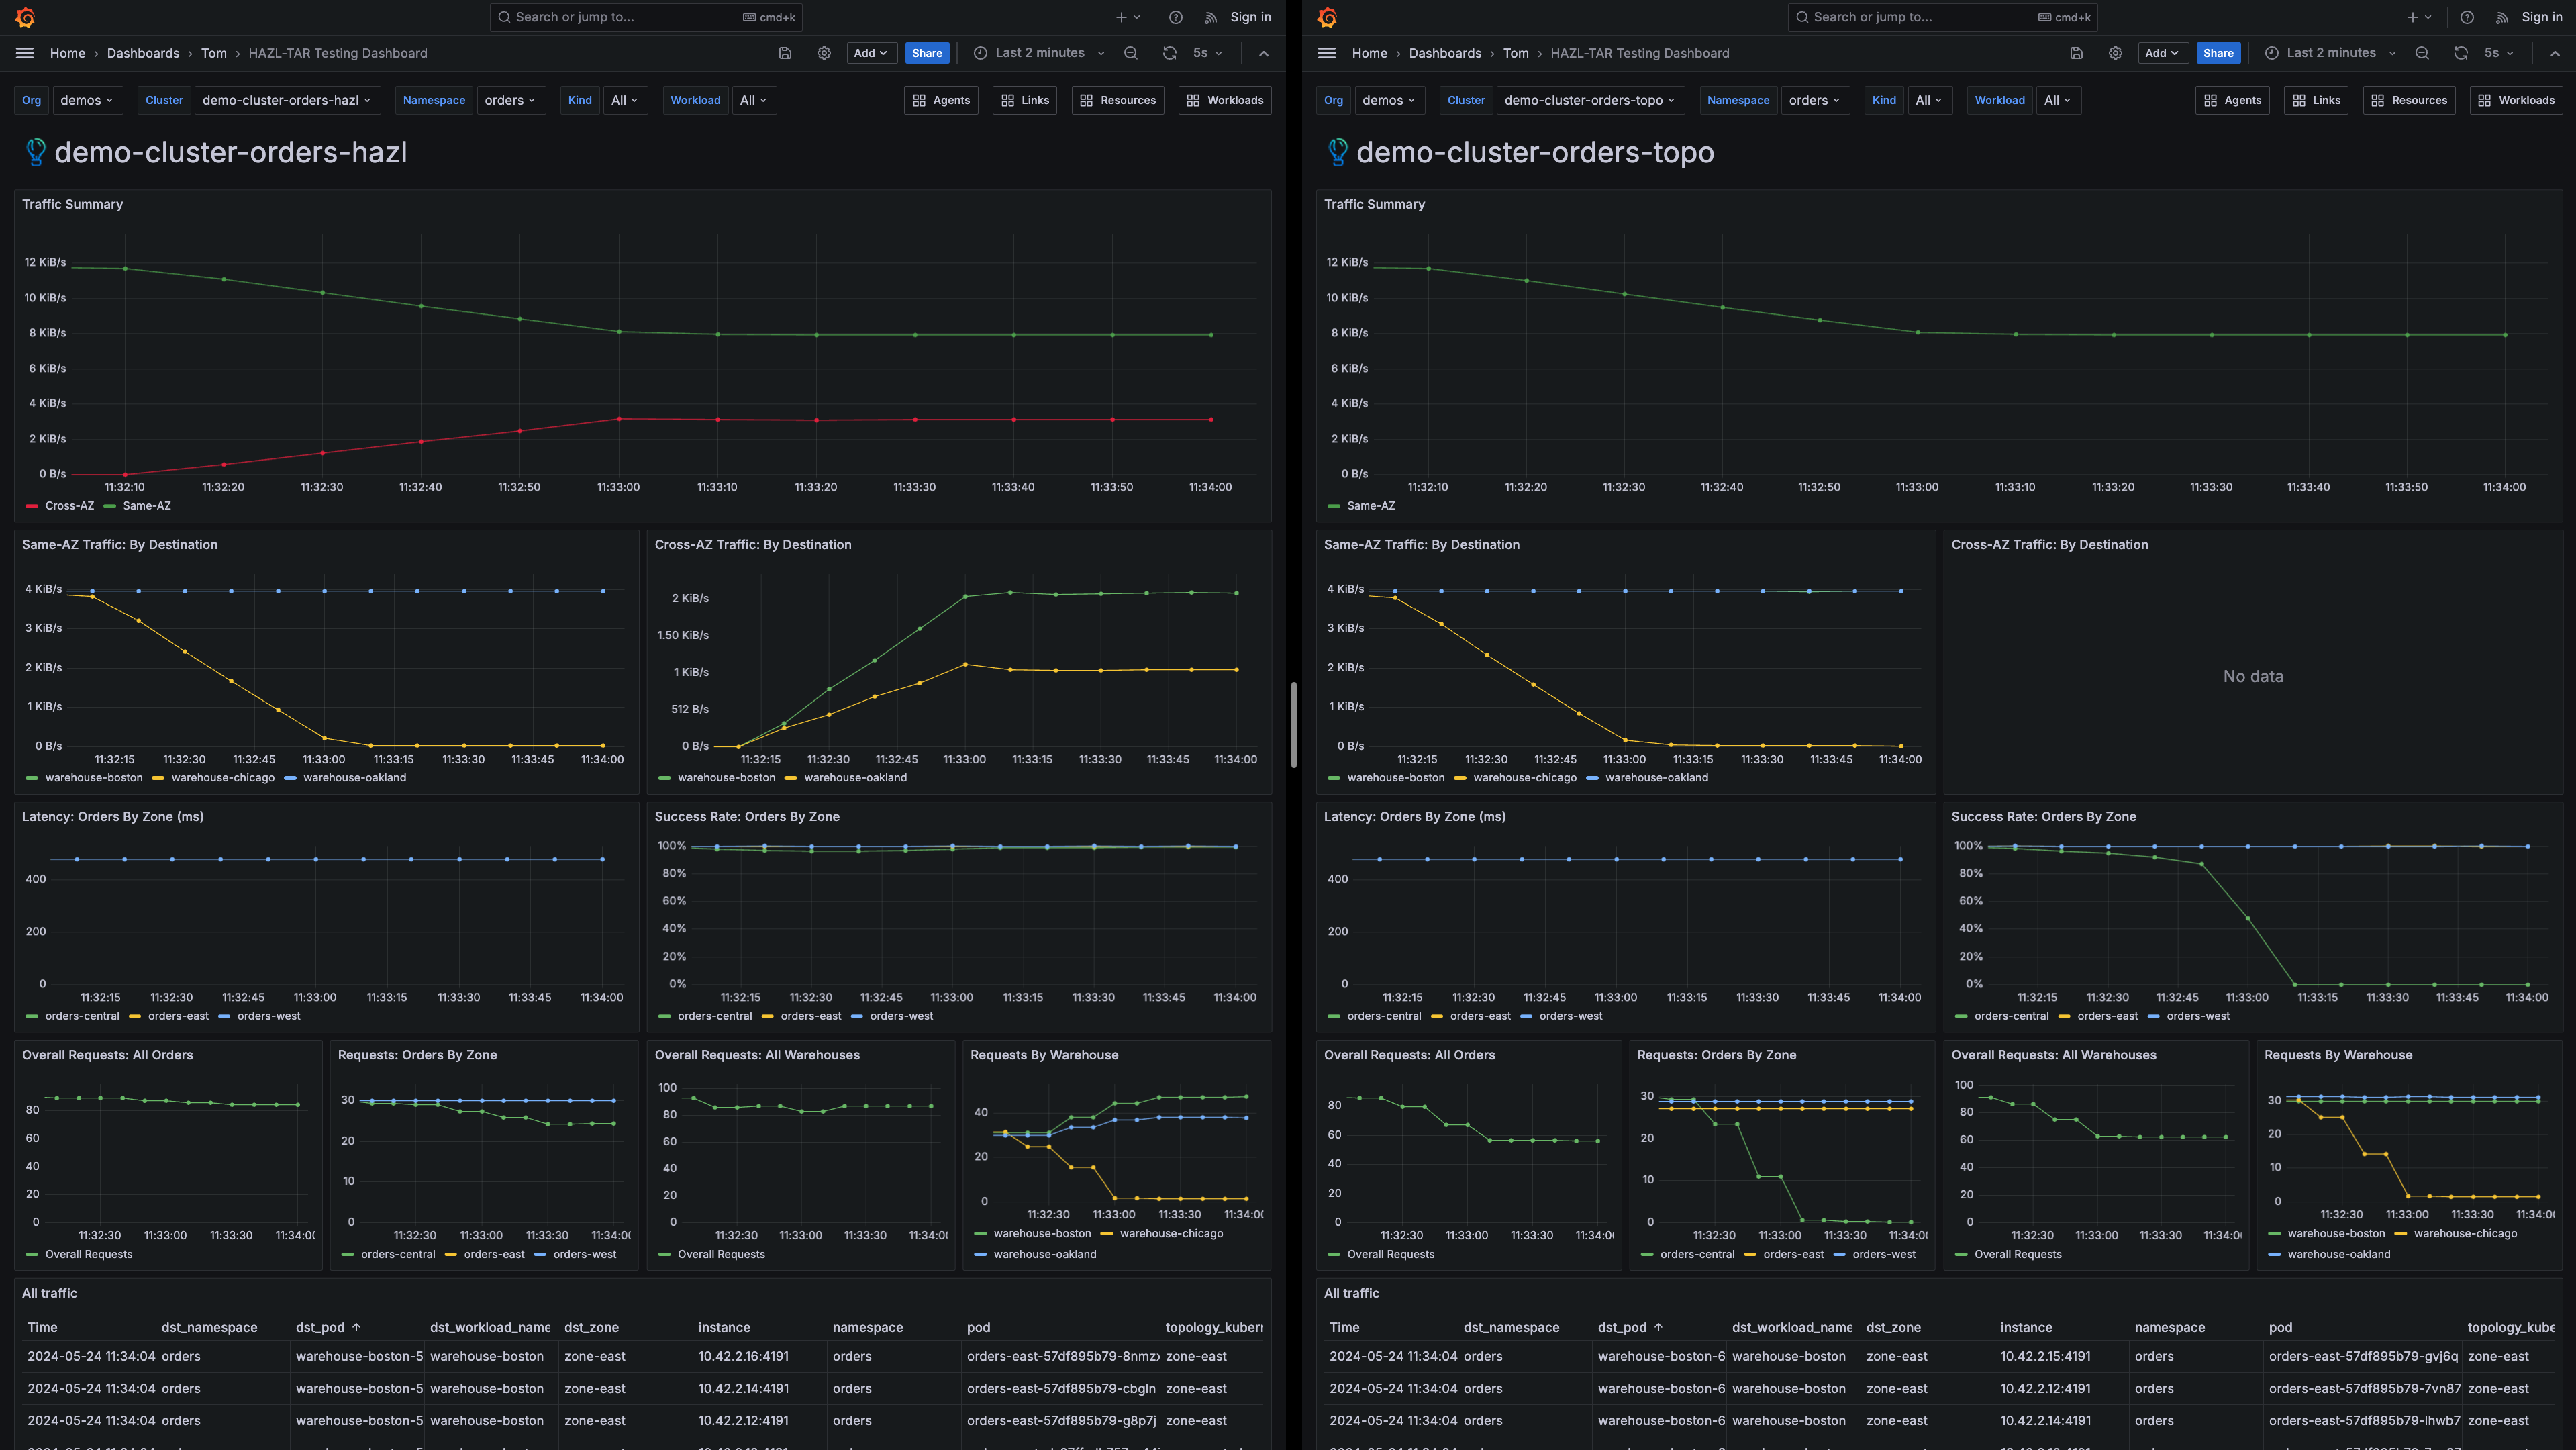 Search or jump to... cmd+k Sign in
Home › Dashboards › Tom › HAZL-TAR Testing Dashboard Add Share Last 2 minutes 5s
Org demos Cluster demo-cluster-orders-hazl Namespace orders Kind All Workload All Agents Links Resources Workloads
demo-cluster-orders-hazl
Traffic Summary
12 KiB/s
10 KiB/s
8 KiB/s
6 KiB/s
4 KiB/s
2 KiB/s
0 B/s
11:32:10 11:32:20 11:32:30 11:32:40 11:32:50 11:33:00 11:33:10 11:33:20 11:33:30 11:33:40 11:33:50 11:34:00
Cross-AZ Same-AZ
Same-AZ Traffic: By Destination
4 KiB/s
3 KiB/s
2 KiB/s
1 KiB/s
0 B/s
11:32:15 11:32:30 11:32:45 11:33:00 11:33:15 11:33:30 11:33:45 11:34:00
warehouse-boston warehouse-chicago warehouse-oakland
Cross-AZ Traffic: By Destination
2 KiB/s
1.50 KiB/s
1 KiB/s
512 B/s
0 B/s
11:32:15 11:32:30 11:32:45 11:33:00 11:33:15 11:33:30 11:33:45 11:34:00
warehouse-boston warehouse-oakland
Latency: Orders By Zone (ms)
400
200
0
11:32:15 11:32:30 11:32:45 11:33:00 11:33:15 11:33:30 11:33:45 11:34:00
orders-central orders-east orders-west
Success Rate: Orders By Zone
100%
80%
60%
40%
20%
0%
11:32:15 11:32:30 11:32:45 11:33:00 11:33:15 11:33:30 11:33:45 11:34:00
orders-central orders-east orders-west
Overall Requests: All Orders
80
60
40
20
0
11:32:30 11:33:00 11:33:30 11:34:0
Overall Requests
Requests: Orders By Zone
30
20
10
0
11:32:30 11:33:00 11:33:30 11:34:0
orders-central orders-east orders-west
Overall Requests: All Warehouses
100
80
60
40
20
0
11:32:30 11:33:00 11:33:30 11:34:0
Overall Requests
Requests By Warehouse
40
20
0
11:32:30 11:33:00 11:33:30 11:34:0
warehouse-boston warehouse-chicago
warehouse-oakland
All traffic
Time dst_namespace dst_pod dst_workload_name dst_zone instance namespace pod topology_kuber
2024-05-24 11:34:04 orders warehouse-boston-5 warehouse-boston zone-east 10.42.2.16:4191 orders orders-east-57df895b79-8nmz zone-east
2024-05-24 11:34:04 orders warehouse-boston-5 warehouse-boston zone-east 10.42.2.14:4191 orders orders-east-57df895b79-cbgln zone-east
2024-05-24 11:34:04 orders warehouse-boston-5 warehouse-boston zone-east 10.42.2.12:4191 orders orders-east-57df895b79-g8p7j zone-east
Search or jump to... cmd+k Sign in
Home › Dashboards › Tom › HAZL-TAR Testing Dashboard Add Share Last 2 minutes 5s
Org demos Cluster demo-cluster-orders-topo Namespace orders Kind All Workload All Agents Links Resources Workloads
demo-cluster-orders-topo
Traffic Summary
12 KiB/s
10 KiB/s
8 KiB/s
6 KiB/s
4 KiB/s
2 KiB/s
0 B/s
11:32:10 11:32:20 11:32:30 11:32:40 11:32:50 11:33:00 11:33:10 11:33:20 11:33:30 11:33:40 11:33:50 11:34:00
Same-AZ
Same-AZ Traffic: By Destination
4 KiB/s
3 KiB/s
2 KiB/s
1 KiB/s
0 B/s
11:32:15 11:32:30 11:32:45 11:33:00 11:33:15 11:33:30 11:33:45 11:34:00
warehouse-boston warehouse-chicago warehouse-oakland
Cross-AZ Traffic: By Destination
No data
Latency: Orders By Zone (ms)
400
200
0
11:32:15 11:32:30 11:32:45 11:33:00 11:33:15 11:33:30 11:33:45 11:34:00
orders-central orders-east orders-west
Success Rate: Orders By Zone
100%
80%
60%
40%
20%
0%
11:32:15 11:32:30 11:32:45 11:33:00 11:33:15 11:33:30 11:33:45 11:34:00
orders-central orders-east orders-west
Overall Requests: All Orders
80
60
40
20
0
11:32:30 11:33:00 11:33:30 11:34:0
Overall Requests
Requests: Orders By Zone
30
20
10
0
11:32:30 11:33:00 11:33:30 11:34:0
orders-central orders-east orders-west
Overall Requests: All Warehouses
100
80
60
40
20
0
11:32:30 11:33:00 11:33:30 11:34:0
Overall Requests
Requests By Warehouse
30
20
10
0
11:32:30 11:33:00 11:33:30 11:34:0
warehouse-boston warehouse-chicago
warehouse-oakland
All traffic
Time dst_namespace dst_pod dst_workload_name dst_zone instance namespace pod topology_kube
2024-05-24 11:34:04 orders warehouse-boston-6 warehouse-boston zone-east 10.42.2.15:4191 orders orders-east-57df895b79-gvj6q zone-east
2024-05-24 11:34:04 orders warehouse-boston-6 warehouse-boston zone-east 10.42.2.12:4191 orders orders-east-57df895b79-7vn87 zone-east
2024-05-24 11:34:04 orders warehouse-boston-6 warehouse-boston zone-east 10.42.2.14:4191 orders orders-east-57df895b79-lhwb7 zone-east